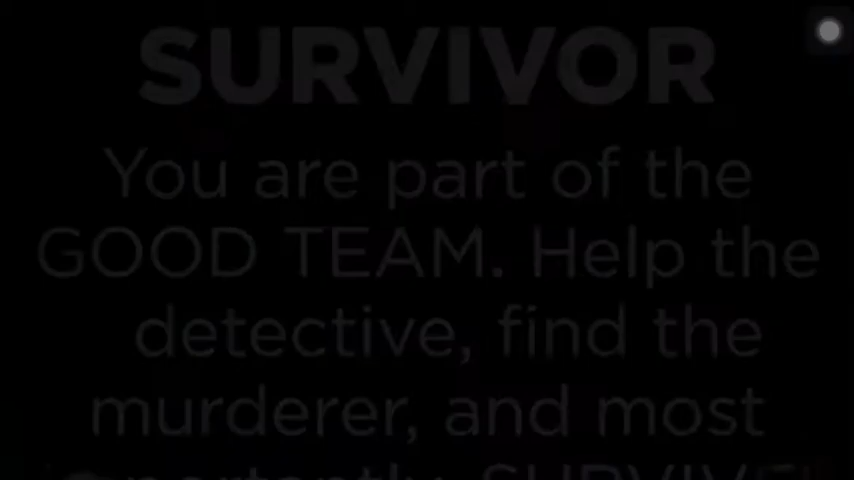 SURVIVOR
You are part of the
GOOD TEAM. Help the
detective, find the
murderer, and most